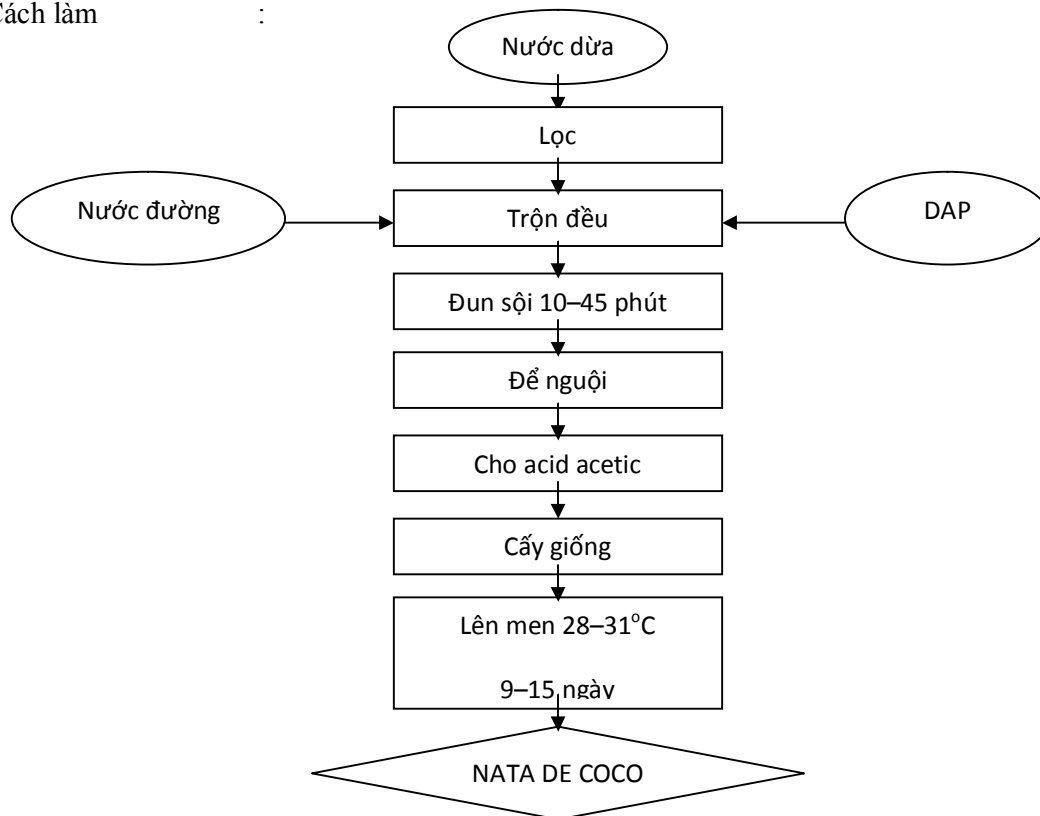 Cách làm :
Nước dừa
Lọc
Nước đường
Trộn đều
DAP
Đun sôi 10–45 phút
Để nguội
Cho acid acetic
Cấy giống
Lên men 28–31°C
9–15 ngày
NATA DE COCO